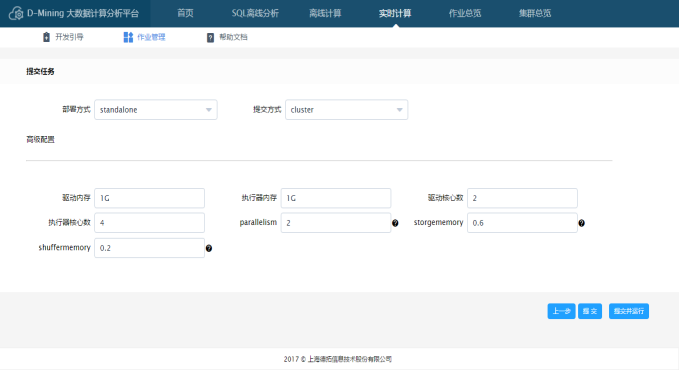 D-Mining 大数据计算分析平台 首页 SQL离线分析 离线计算 实时计算 作业总览 集群总览
开发引导 作业管理 帮助文档
提交任务
部署方式 standalone 提交方式 cluster
高级配置
驱动内存 1G 执行器内存 1G 驱动核心数 2
执行器核心数 4 parallelism 2 storgememory 0.6
shuffermemory 0.2
上一步 提 交 提交并运行
2017 © 上海德拓信息技术股份有限公司